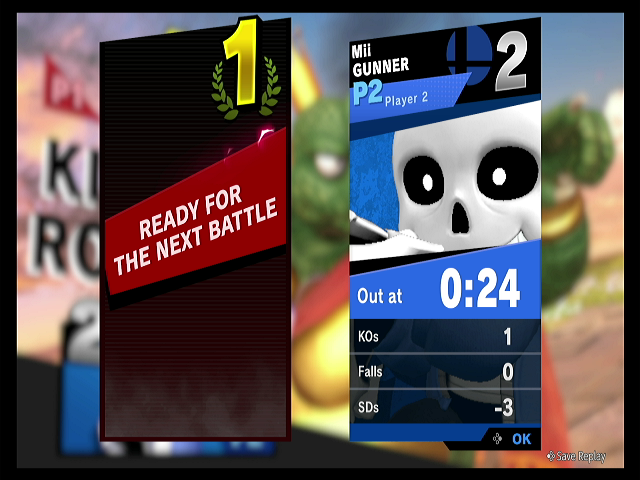 1
READY FOR
THE NEXT BATTLE
Mii
GUNNER
2
P2 Player 2
Out at 0:24
KOs 1
Falls 0
SDs -3
OK
Save Replay